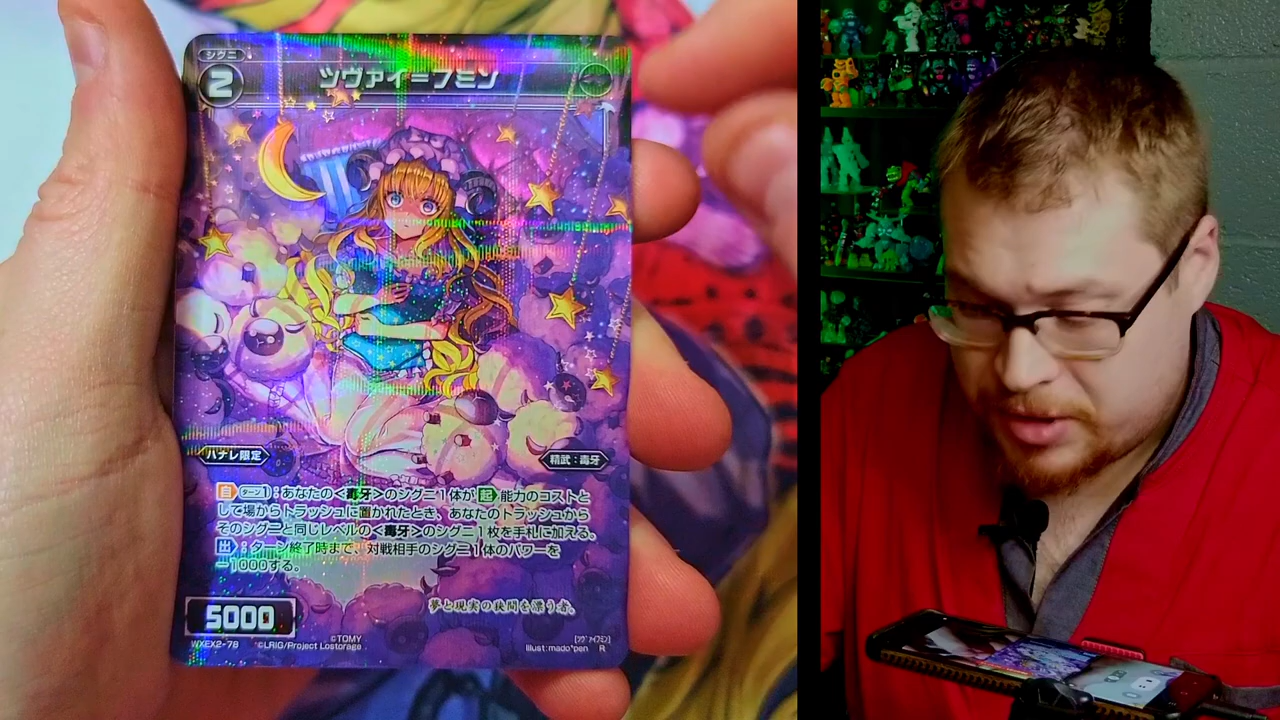 シグニ
2
ツヴァイ＝フミン
ハナレ限定
精武：毒牙
自 ターン1：あなたの＜毒牙＞のシグニ1体が 起 能力のコストと
して場からトラッシュに置かれたとき、あなたのトラッシュから
そのシグニと同じレベルの＜毒牙＞のシグニ1枚を手札に加える。
出：ターン終了時まで、対戦相手のシグニ1体のパワーを
－1000する。
夢と現実の狭間を漂う者。
5000
©TOMY
[ツヴァイフミン]
WXEX2-78 ©LRIG/Project Lostorage Illust:mado*pen R